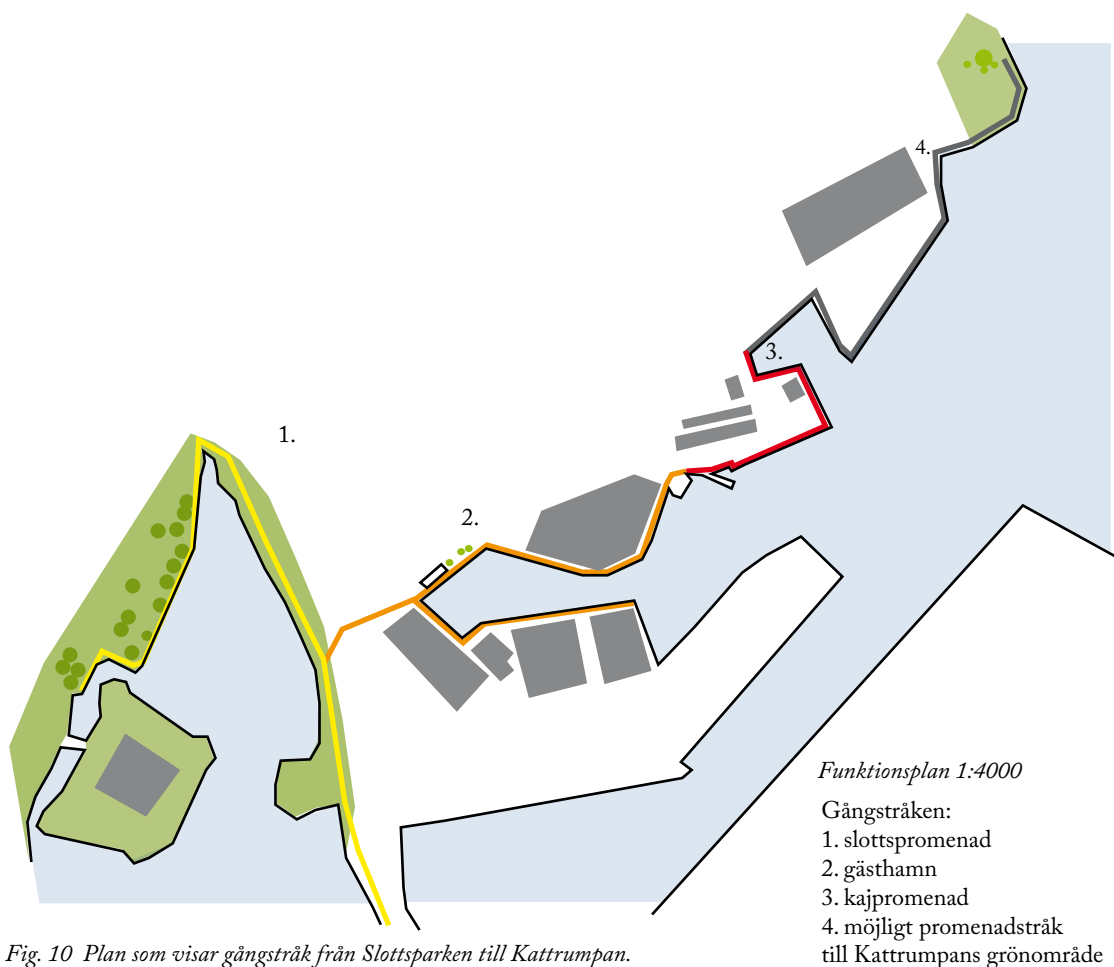 4.
3.
1.
2.
Funktionsplan 1:4000
Gångstråken:
1. slottspromenad
2. gästhamn
3. kajpromenad
4. möjligt promenadstråk
till Kattrumpans grönområde
Fig. 10 Plan som visar gångstråk från Slottsparken till Kattrumpan.